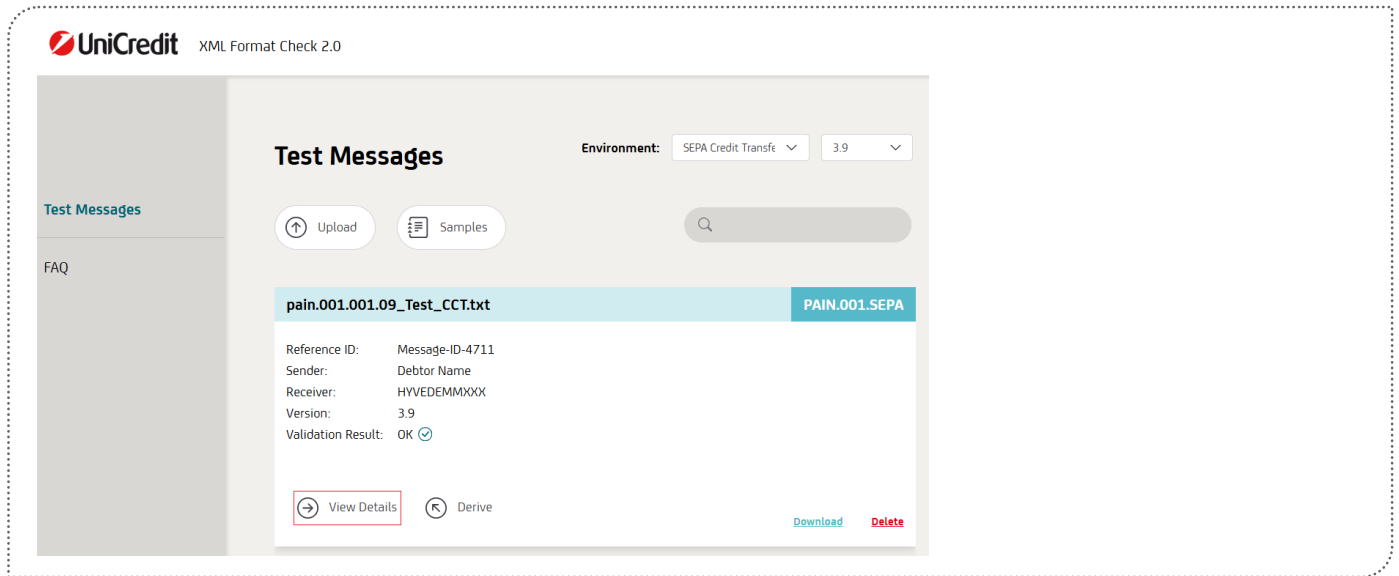 UniCredit XML Format Check 2.0
Test Messages
FAQ
Test Messages
Environment: SEPA Credit Transfe 3.9
Upload Samples
pain.001.001.09_Test_CCT.txt PAIN.001.SEPA
Reference ID: Message-ID-4711
Sender: Debtor Name
Receiver: HYVEDEMMXXX
Version: 3.9
Validation Result: OK
View Details Derive
Download Delete